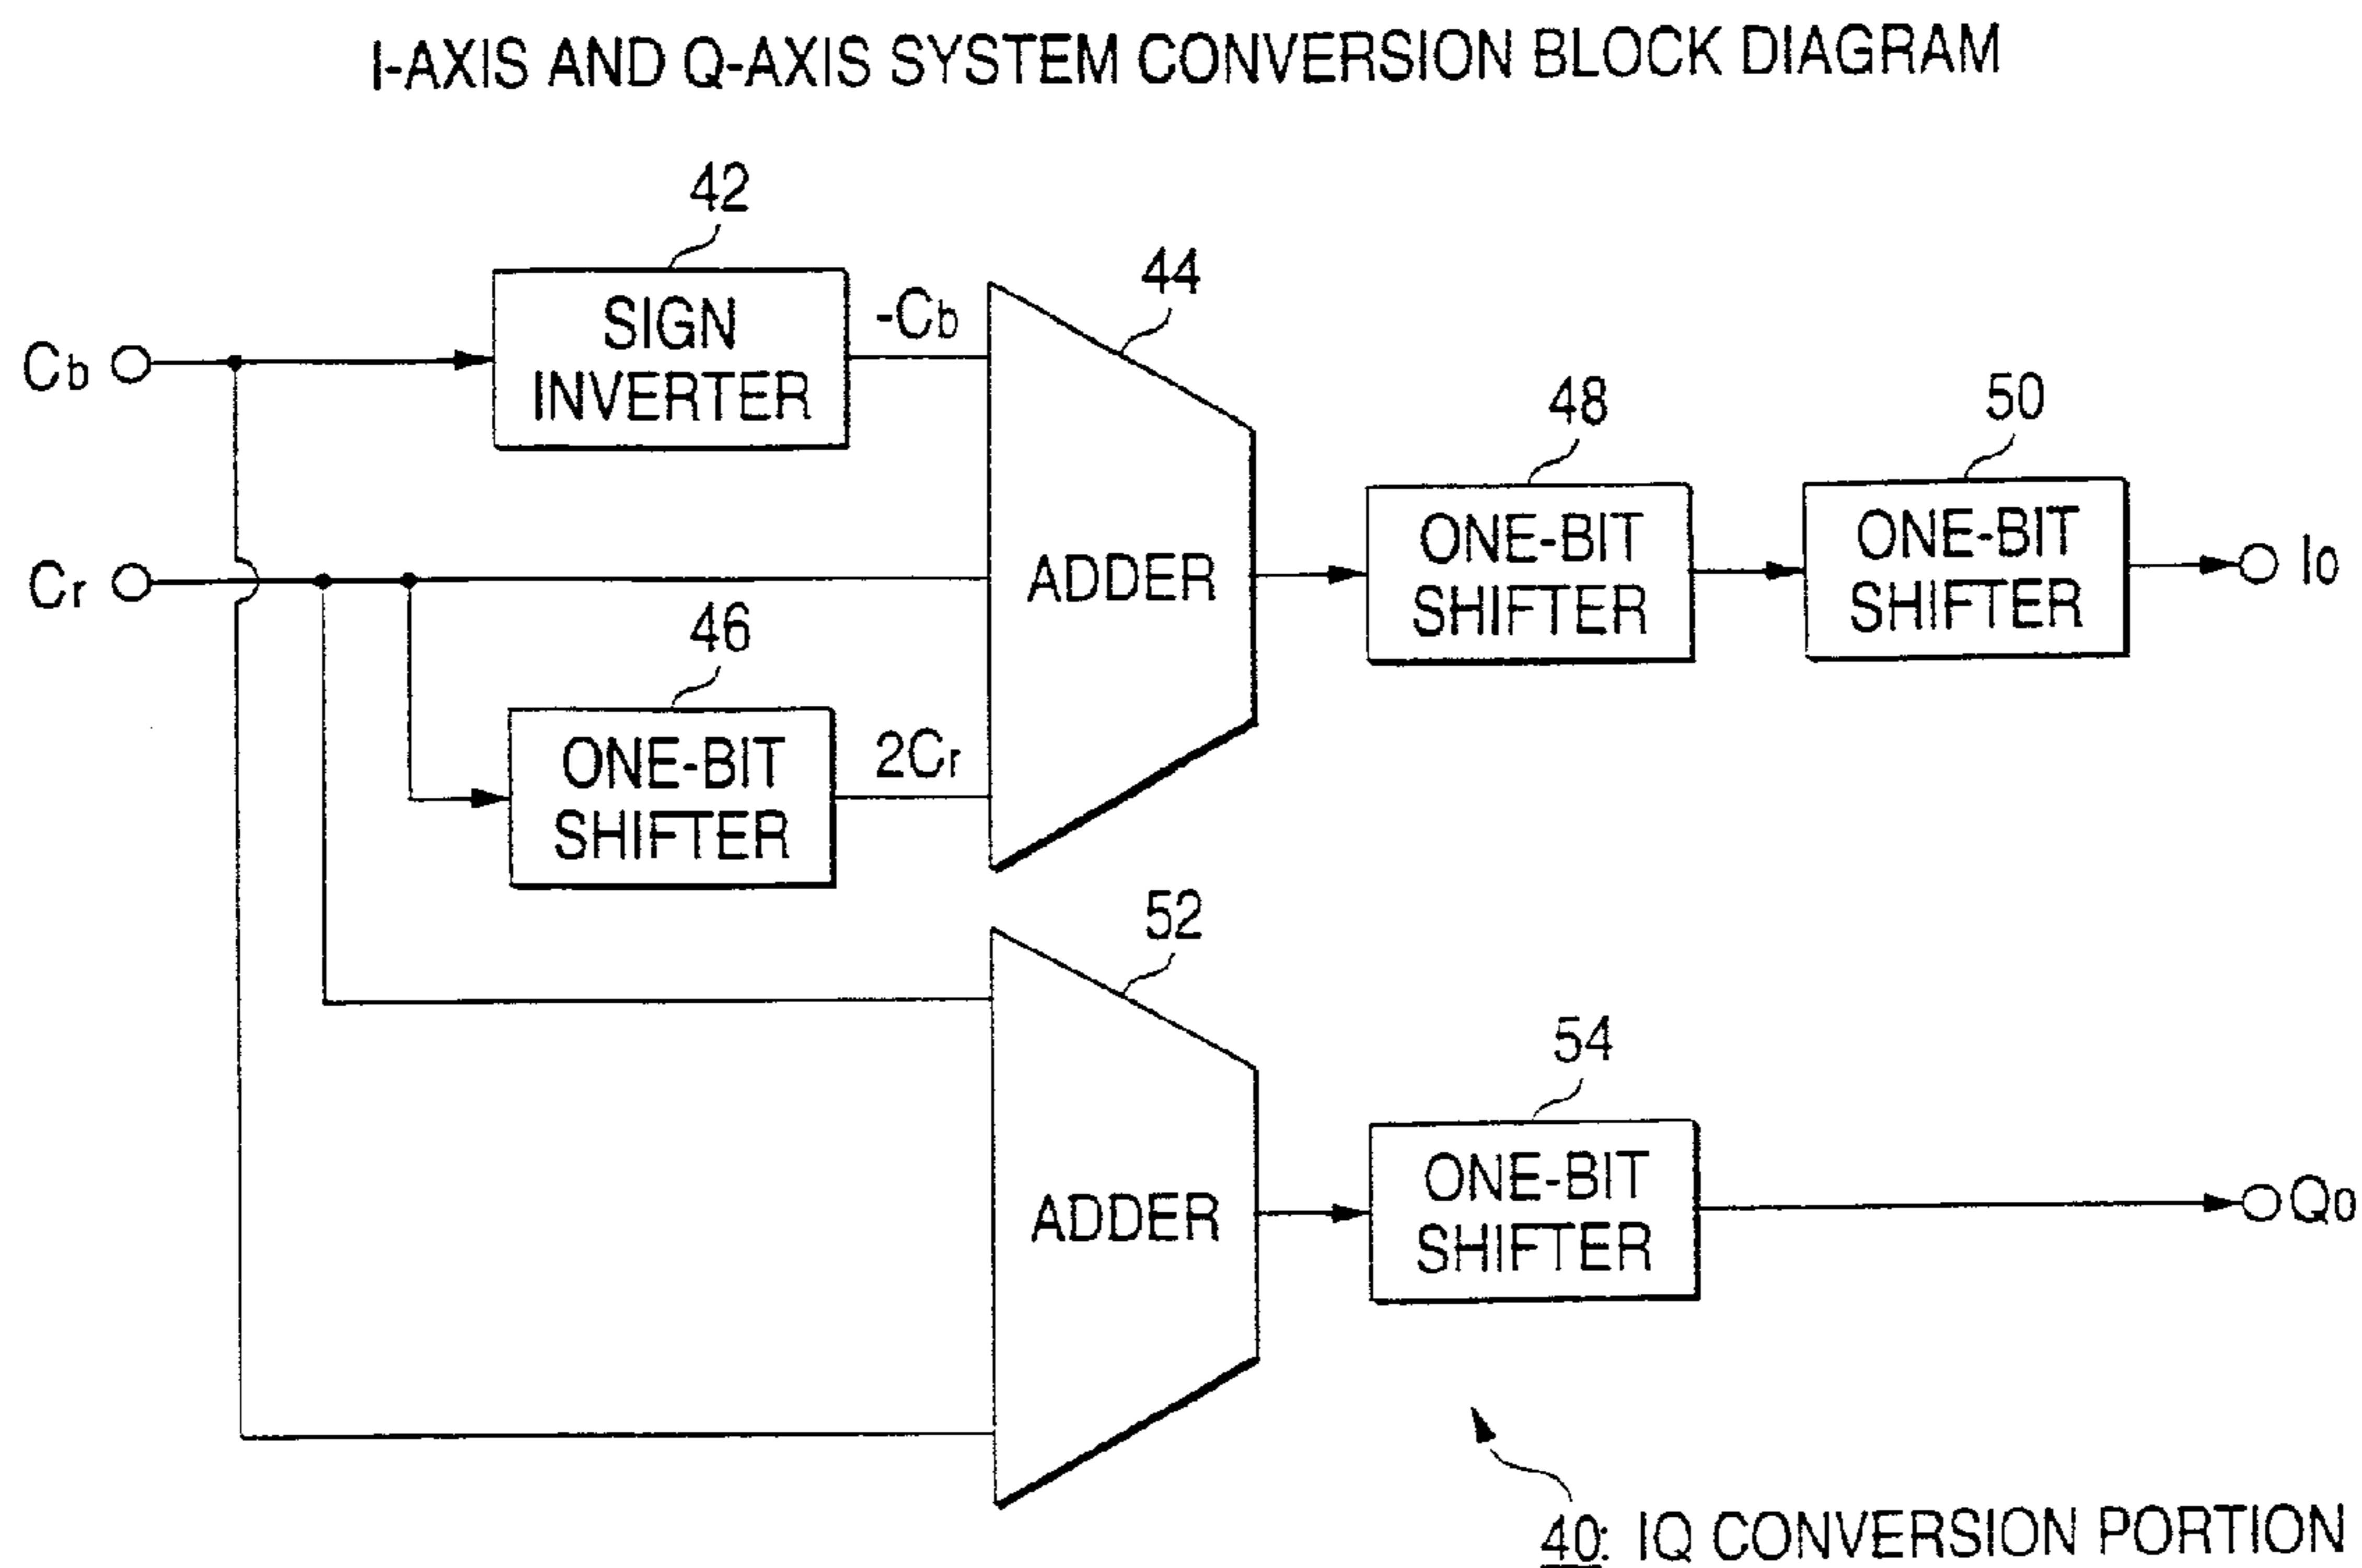 I-AXIS AND Q-AXIS SYSTEM CONVERSION BLOCK DIAGRAM
42
SIGN
INVERTER
-Cb
44
Cb
48
50
Cr
ADDER
ONE-BIT
SHIFTER
ONE-BIT
SHIFTER
I0
46
ONE-BIT
SHIFTER
2Cr
52
54
ADDER
ONE-BIT
SHIFTER
Q0
40: IQ CONVERSION PORTION